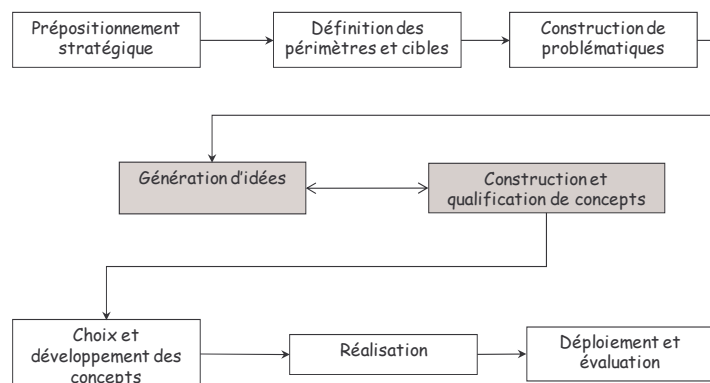 Prépositionnement
stratégique
Définition des
périmètres et cibles
Construction de
problématiques
Génération d'idées
Construction et
qualification de concepts
Choix et
développement des
concepts
Réalisation
Déploiement et
évaluation